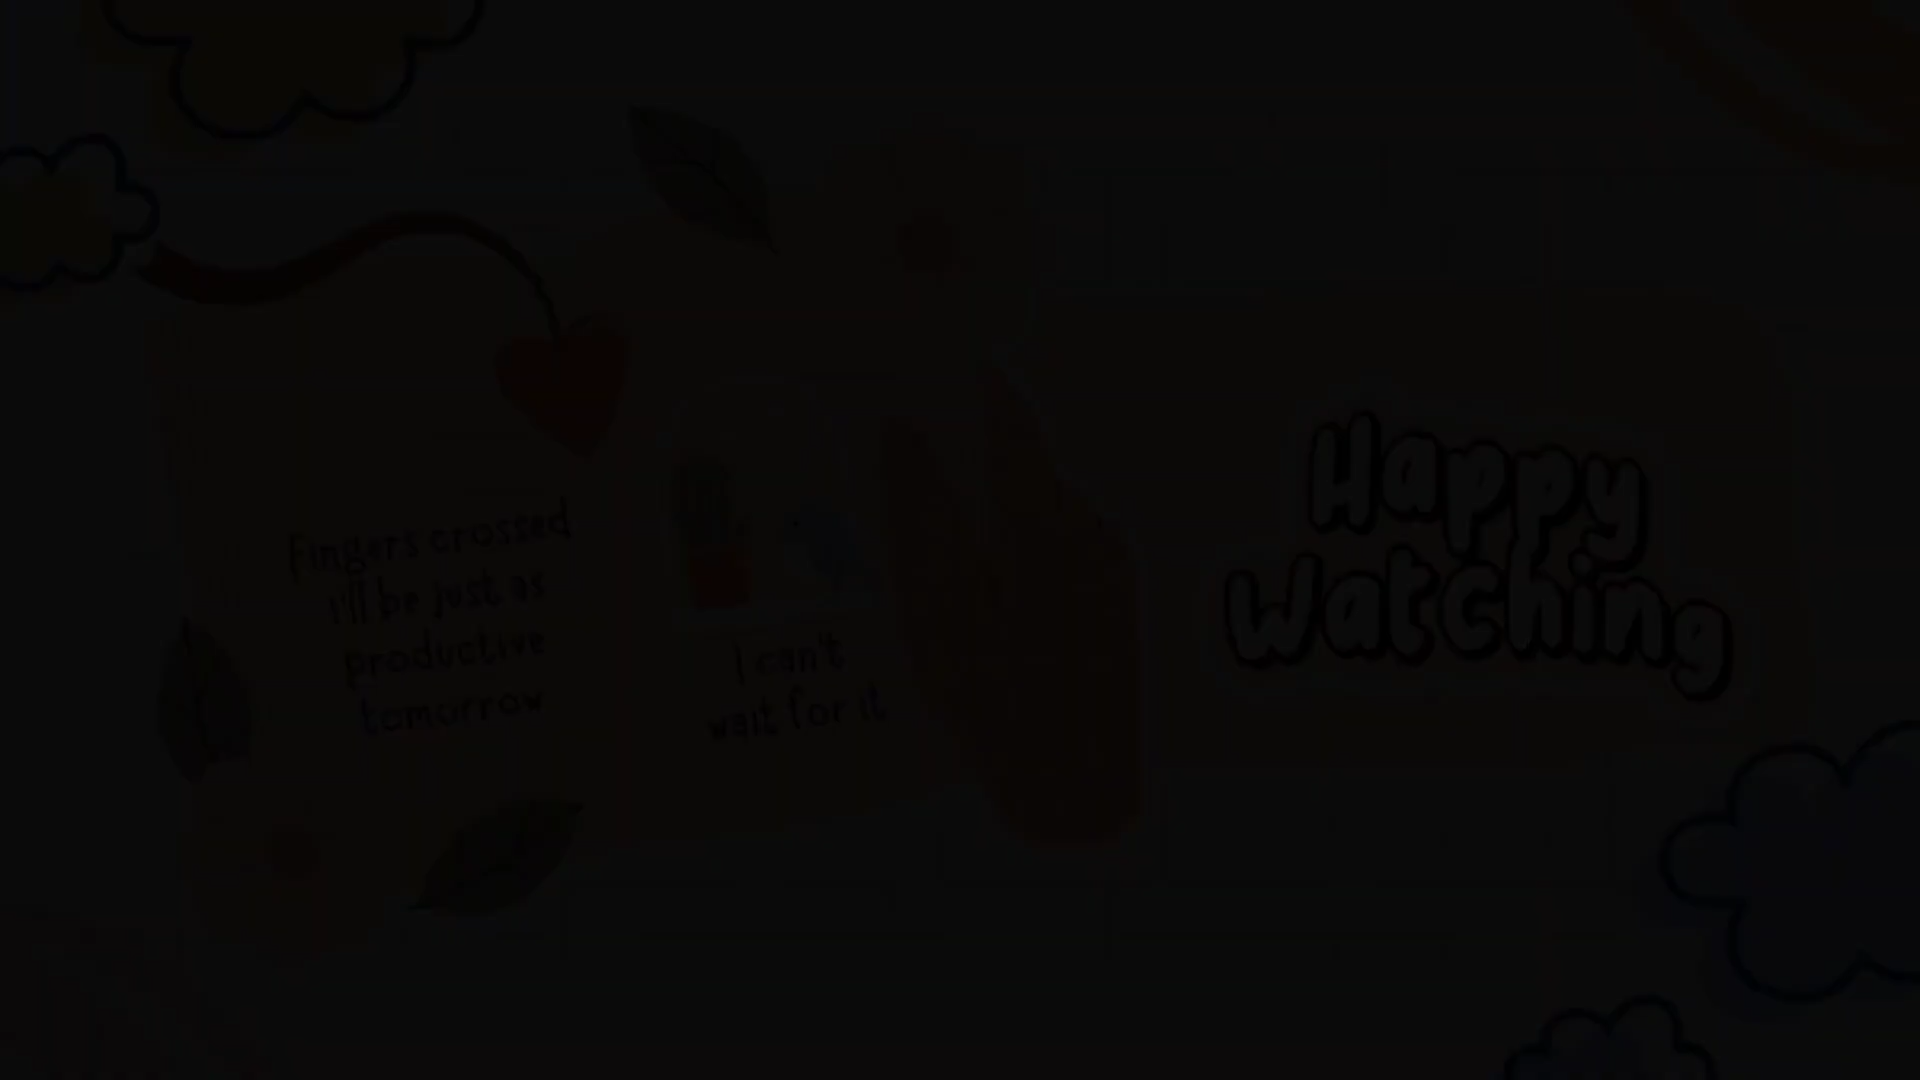 Fingers crossed
I'll be just as
productive
tomorrow
I can't
wait for it
Happy
Watching